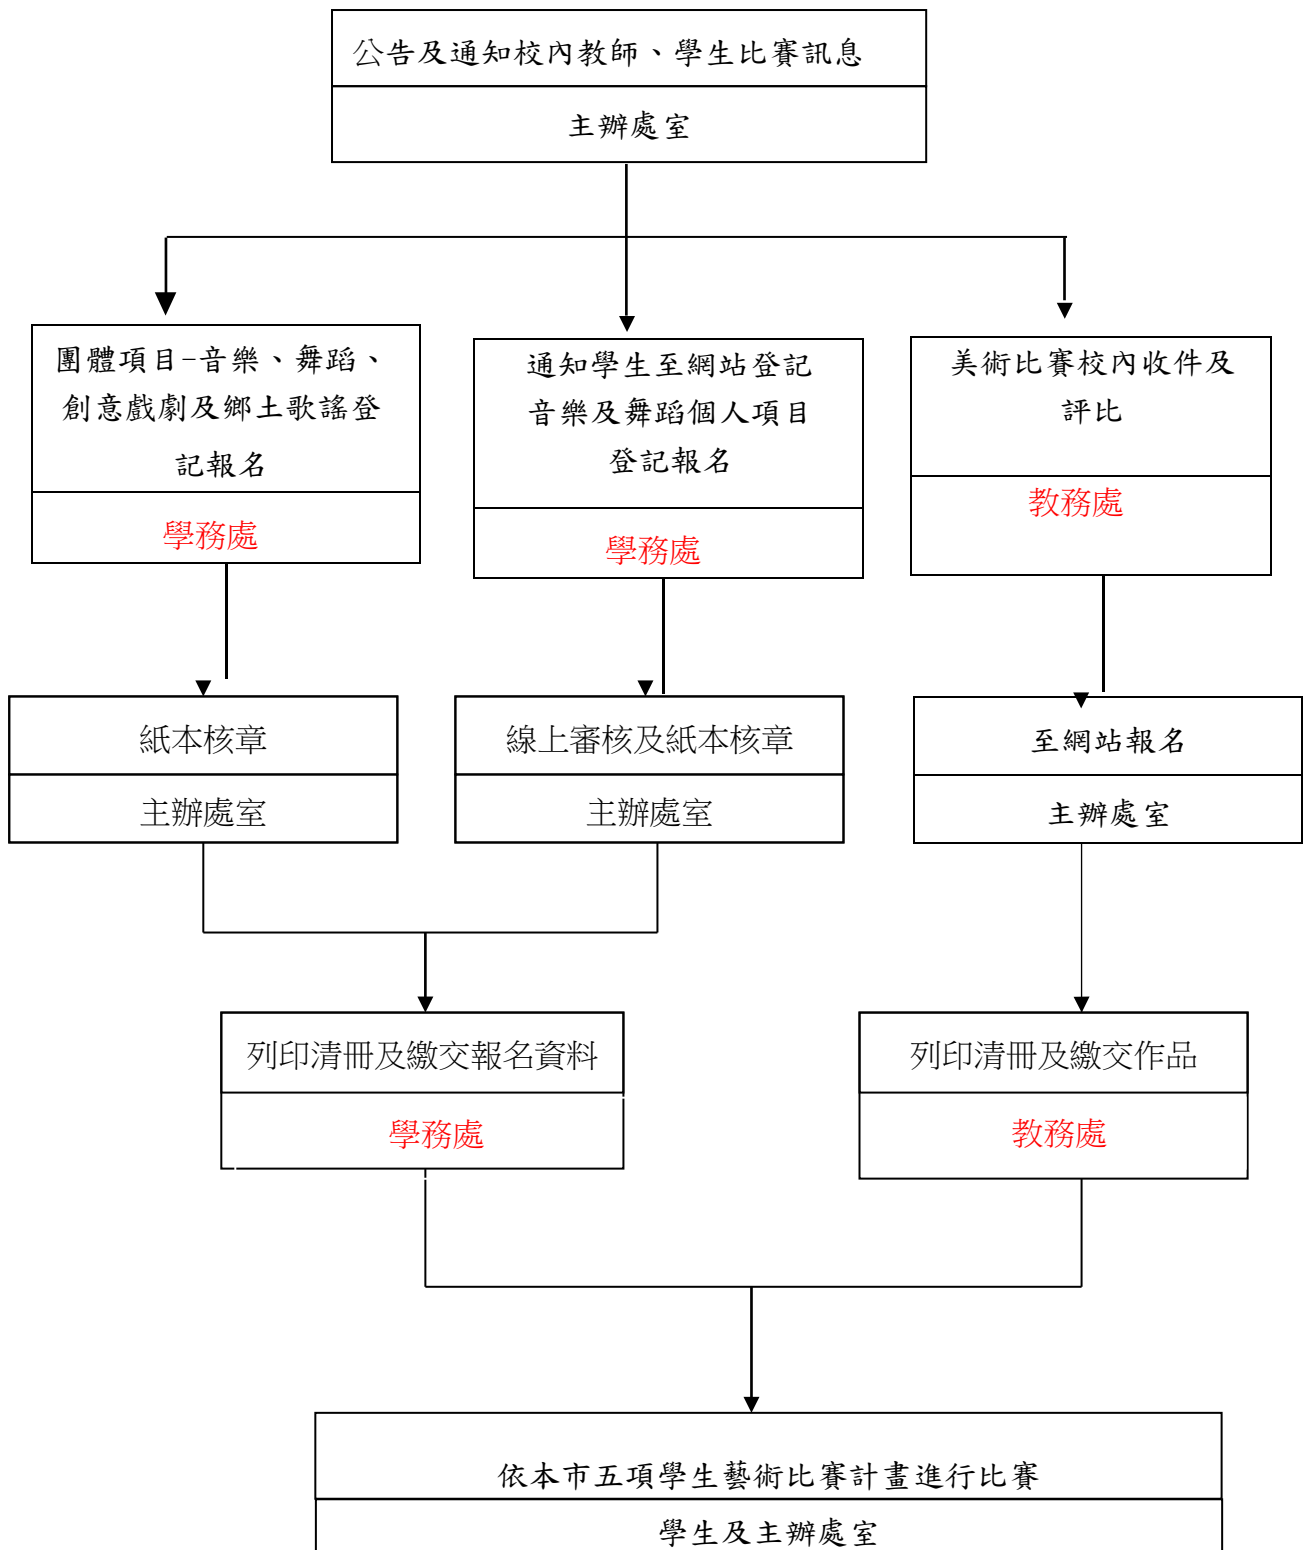 公告及通知校內教師、學生比賽訊息
主辦處室
團體項目-音樂、舞蹈、
創意戲劇及鄉土歌謠登
記報名
學務處
通知學生至網站登記
音樂及舞蹈個人項目
登記報名
學務處
美術比賽校內收件及
評比
教務處
紙本核章
主辦處室
線上審核及紙本核章
主辦處室
至網站報名
主辦處室
列印清冊及繳交報名資料
學務處
列印清冊及繳交作品
教務處
依本市五項學生藝術比賽計畫進行比賽
學生及主辦處室